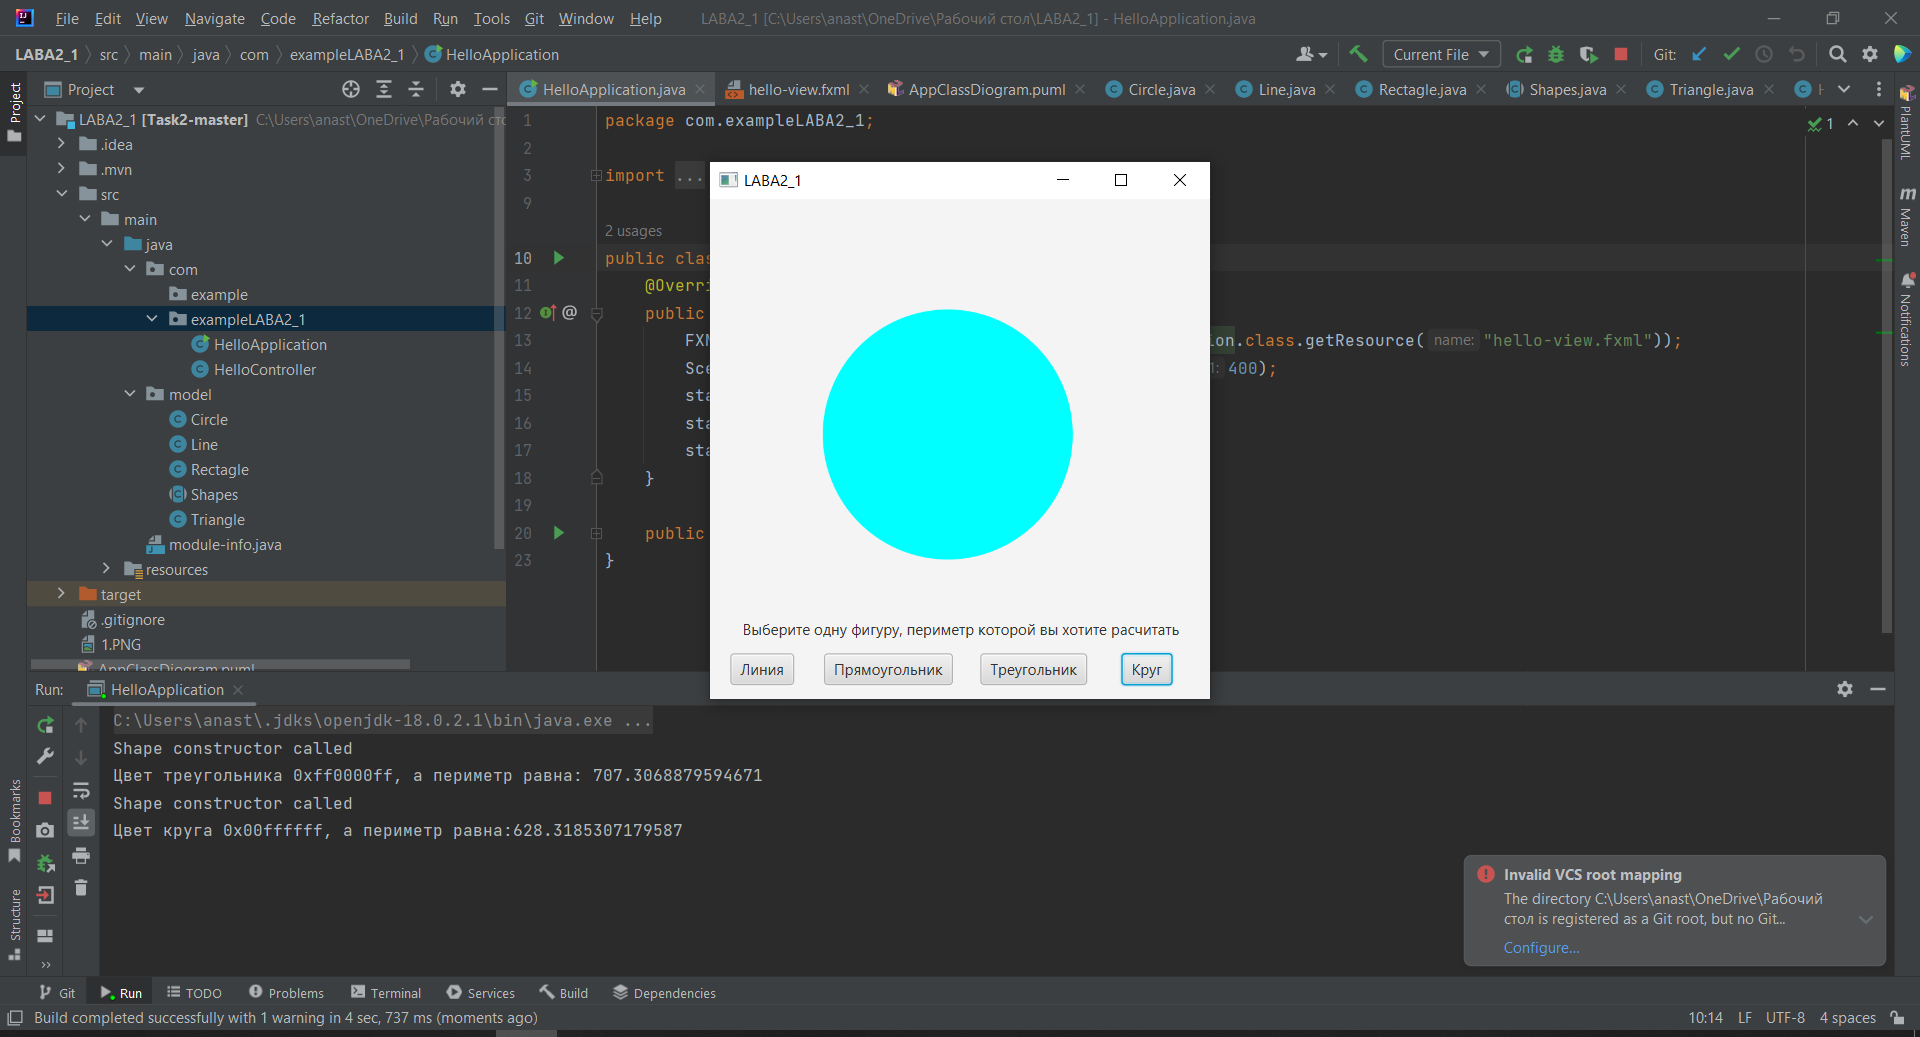 File Edit View Navigate Code Refactor Build Run Tools Git Window Help LABA2_1 [C:\Users\anast\OneDrive\Рабочий стол\LABA2_1] - HelloApplication.java
LABA2_1 src main java com exampleLABA2_1 HelloApplication Current File Git:
Project
HelloApplication.java hello-view.fxml AppClassDiogram.puml Circle.java Line.java Rectagle.java Shapes.java Triangle.java
LABA2_1 [Task2-master] C:\Users\anast\OneDrive\Рабочий
.idea
.mvn
src
main
java
com
example
exampleLABA2_1
HelloApplication
HelloController
model
Circle
Line
Rectagle
Shapes
Triangle
module-info.java
resources
target
.gitignore
1.PNG
AppClassDiogram.puml
Project
Bookmarks
Structure
1 package com.exampleLABA2_1;
2
3 import ...
9
2 usages
10 public
11
12 public
13 .class.getResource( name: "hello-view.fxml"));
14 400);
15
16
17
18 }
19
20 public
23 }
1
PlantUML
Maven
Notifications
LABA2_1
Выберите одну фигуру, периметр которой вы хотите расчитать
Линия Прямоугольник Треугольник Круг
Run: HelloApplication
C:\Users\anast\.jdks\openjdk-18.0.2.1\bin\java.exe ...
Shape constructor called
Цвет треугольника 0xff0000ff, а периметр равна: 707.3068879594671
Shape constructor called
Цвет круга 0x00ffffff, а периметр равна:628.3185307179587
Invalid VCS root mapping
The directory C:\Users\anast\OneDrive\Рабочий
стол is registered as a Git root, but no Git...
Configure...
Git Run TODO Problems Terminal Services Build Dependencies
Build completed successfully with 1 warning in 4 sec, 737 ms (moments ago) 10:14 LF UTF-8 4 spaces